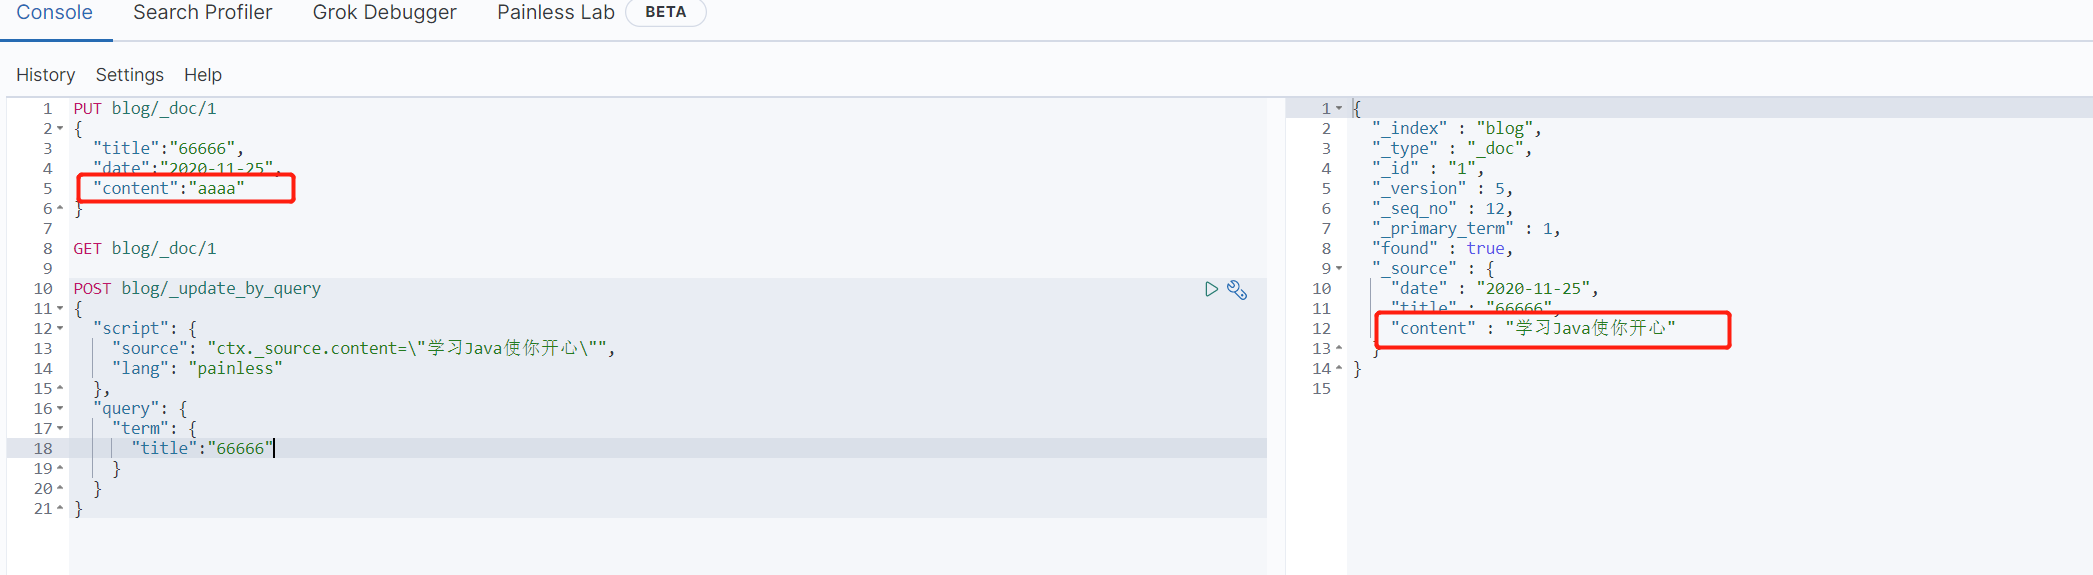 Console Search Profiler Grok Debugger Painless Lab BETA
History Settings Help
1 PUT blog/_doc/1
2 {
3 "title":"66666",
4 "date":"2020-11-25",
5 "content":"aaaa"
6 }
7
8 GET blog/_doc/1
9
10 POST blog/_update_by_query
11 {
12 "script": {
13 "source": "ctx._source.content=\"学习Java使你开心\"",
14 "lang": "painless"
15 },
16 "query": {
17 "term": {
18 "title":"66666"
19 }
20 }
21 }
1 {
2 "_index" : "blog",
3 "_type" : "_doc",
4 "_id" : "1",
5 "_version" : 5,
6 "_seq_no" : 12,
7 "_primary_term" : 1,
8 "found" : true,
9 "_source" : {
10 "date" : "2020-11-25",
11 "title" : "66666",
12 "content" : "学习Java使你开心"
13 }
14 }
15